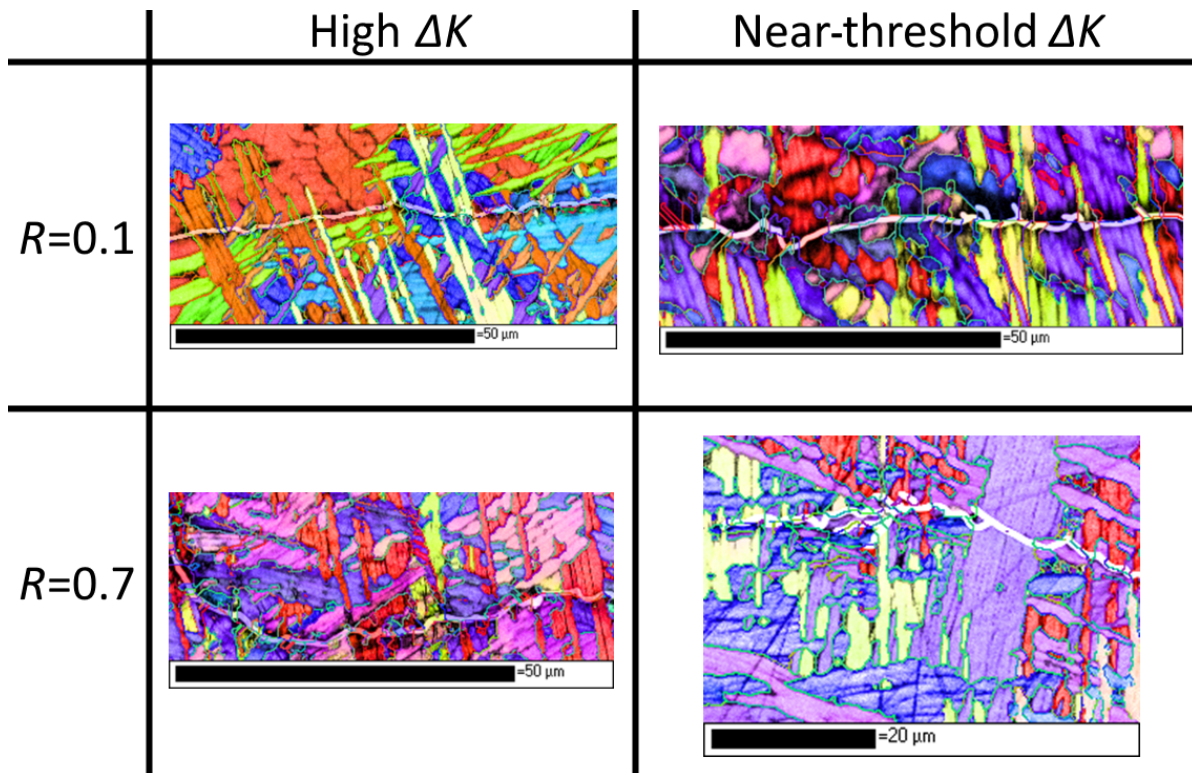 High ΔK
Near-threshold ΔK
R=0.1
=50 µm
=50 µm
R=0.7
=50 µm
=20 µm